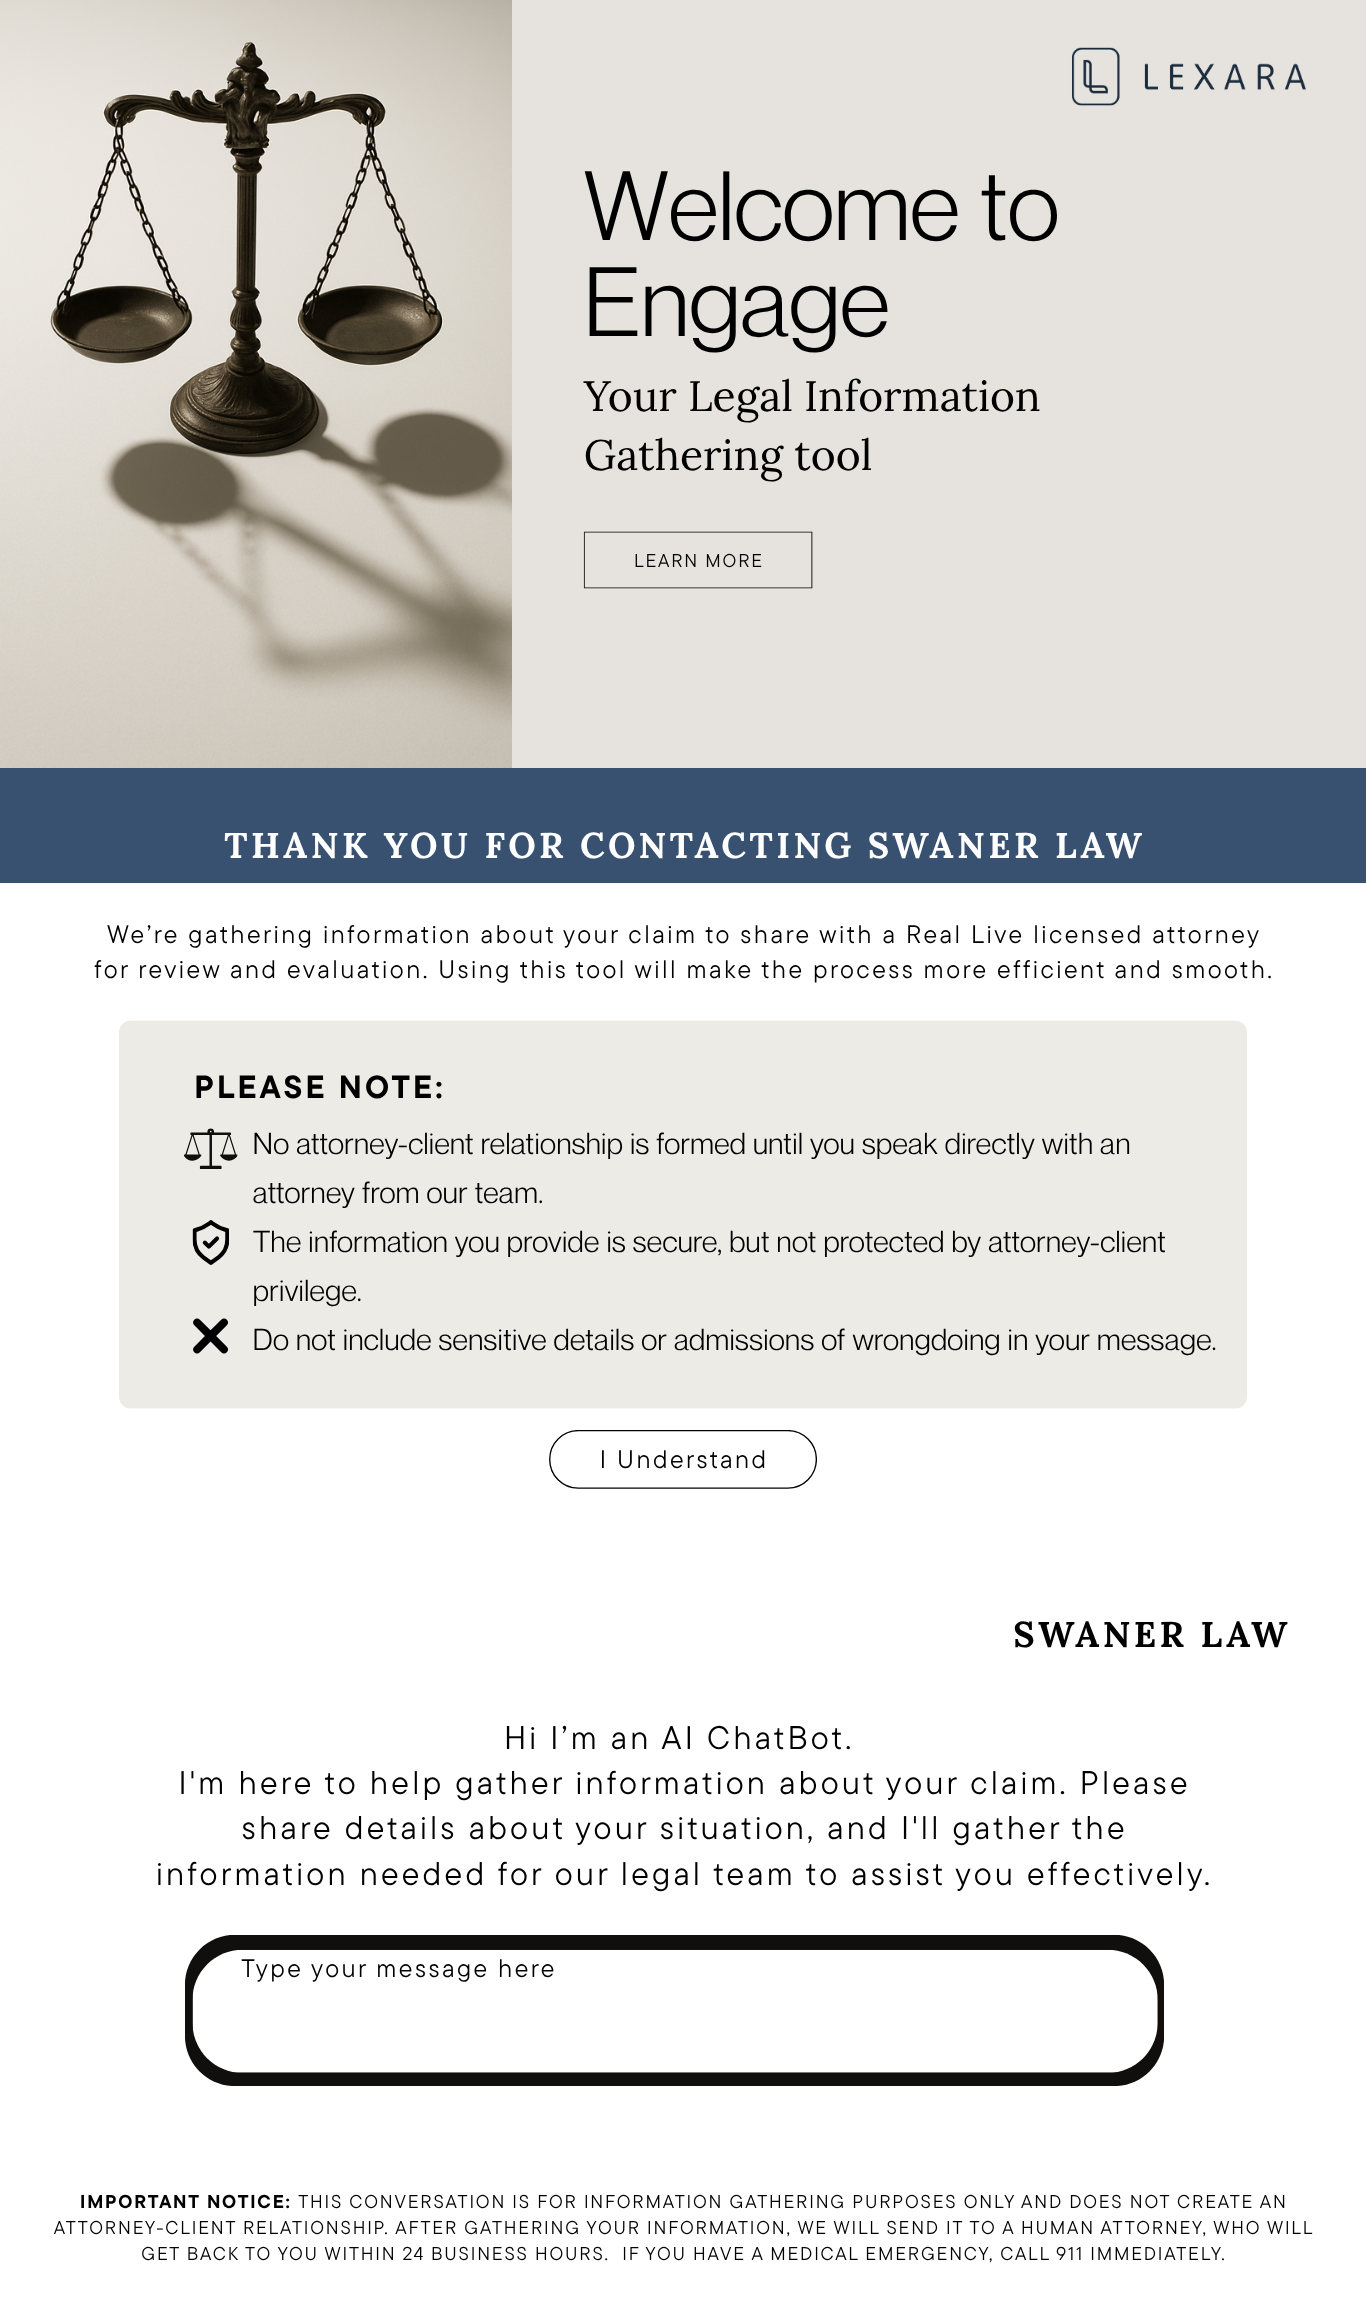 LEXARA
Welcome to
Engage
Your Legal Information
Gathering tool
LEARN MORE
THANK YOU FOR CONTACTING SWANER LAW
We’re gathering information about your claim to share with a Real Live licensed attorney
for review and evaluation. Using this tool will make the process more efficient and smooth.
PLEASE NOTE:
No attorney-client relationship is formed until you speak directly with an
attorney from our team.
The information you provide is secure, but not protected by attorney-client
privilege.
Do not include sensitive details or admissions of wrongdoing in your message.
I Understand
SWANER LAW
Hi I’m an AI ChatBot.
I'm here to help gather information about your claim. Please
share details about your situation, and I'll gather the
information needed for our legal team to assist you effectively.
Type your message here
IMPORTANT NOTICE: THIS CONVERSATION IS FOR INFORMATION GATHERING PURPOSES ONLY AND DOES NOT CREATE AN
ATTORNEY-CLIENT RELATIONSHIP. AFTER GATHERING YOUR INFORMATION, WE WILL SEND IT TO A HUMAN ATTORNEY, WHO WILL
GET BACK TO YOU WITHIN 24 BUSINESS HOURS.  IF YOU HAVE A MEDICAL EMERGENCY, CALL 911 IMMEDIATELY.